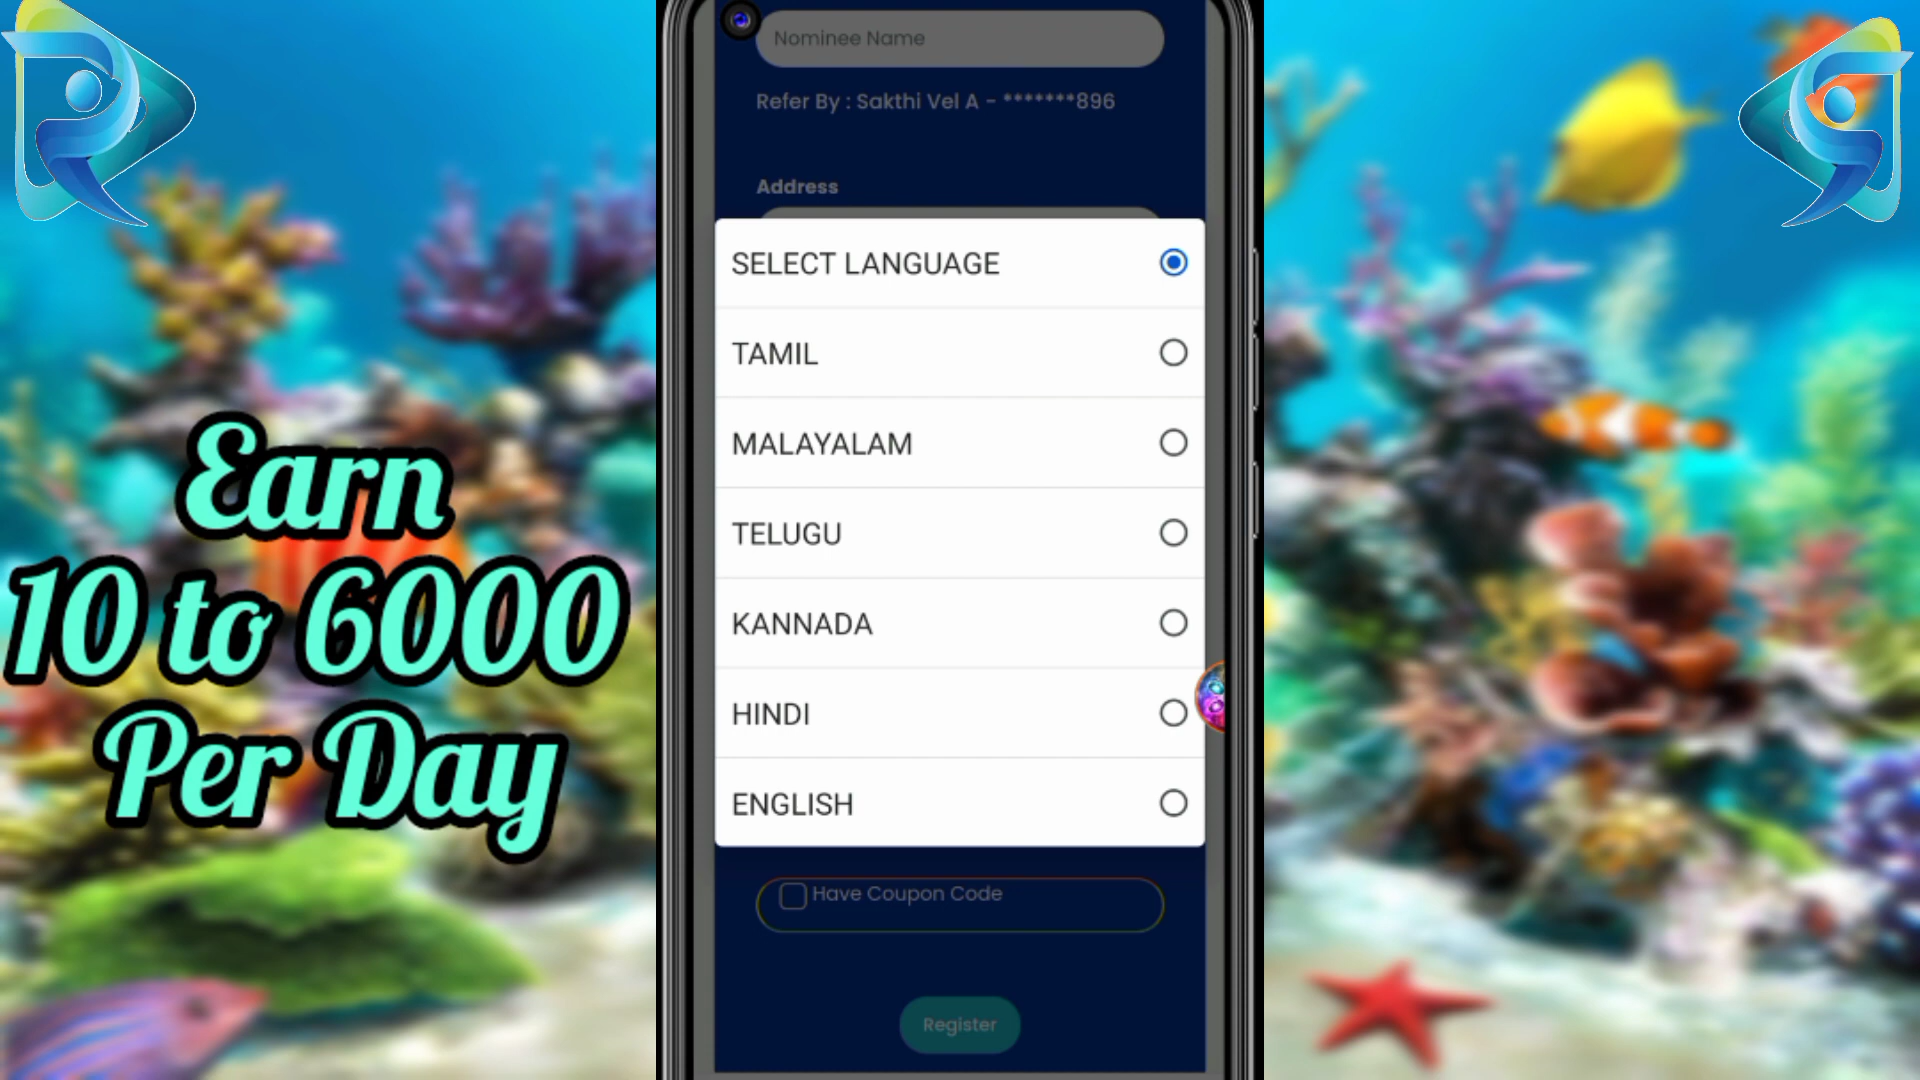 Earn
10 to 6000
Per Day
Nominee Name
Refer By : Sakthi Vel A - *******896
Address
SELECT LANGUAGE
TAMIL
MALAYALAM
TELUGU
KANNADA
HINDI
ENGLISH
Have Coupon Code
Register